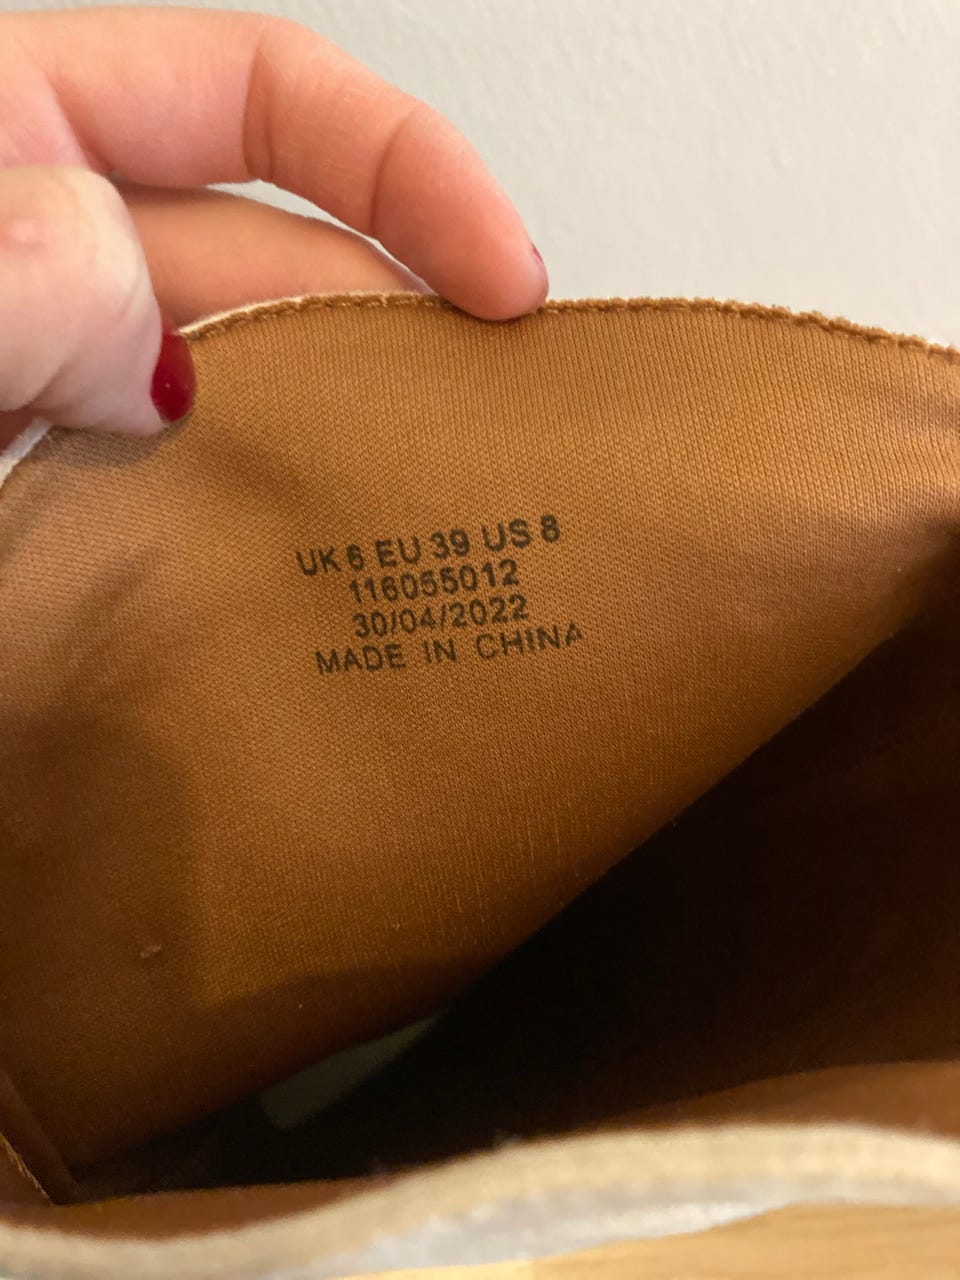 UK 6 EU 39 US 8
116055012
30/04/2022
MADE IN CHINA